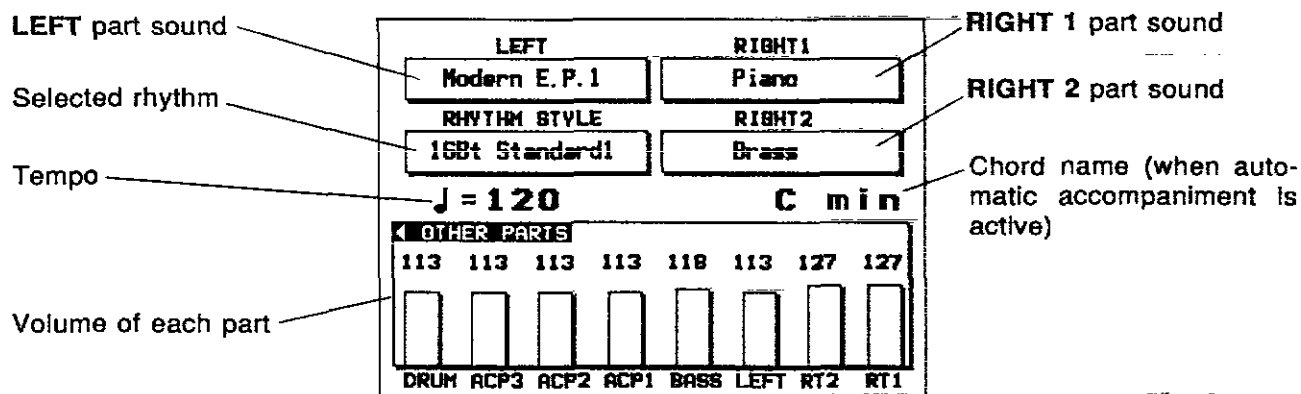 LEFT part sound
Selected rhythm
Tempo
Volume of each part
LEFT RIGHT1
Modern E.P.1 Piano
RHYTHM STYLE RIGHT2
16Bt Standard1 Brass
♩=120 C min
◀ OTHER PARTS
113 113 113 113 118 113 127 127
DRUM ACP3 ACP2 ACP1 BASS LEFT RT2 RT1
RIGHT 1 part sound
RIGHT 2 part sound
Chord name (when auto-
matic accompaniment is
active)